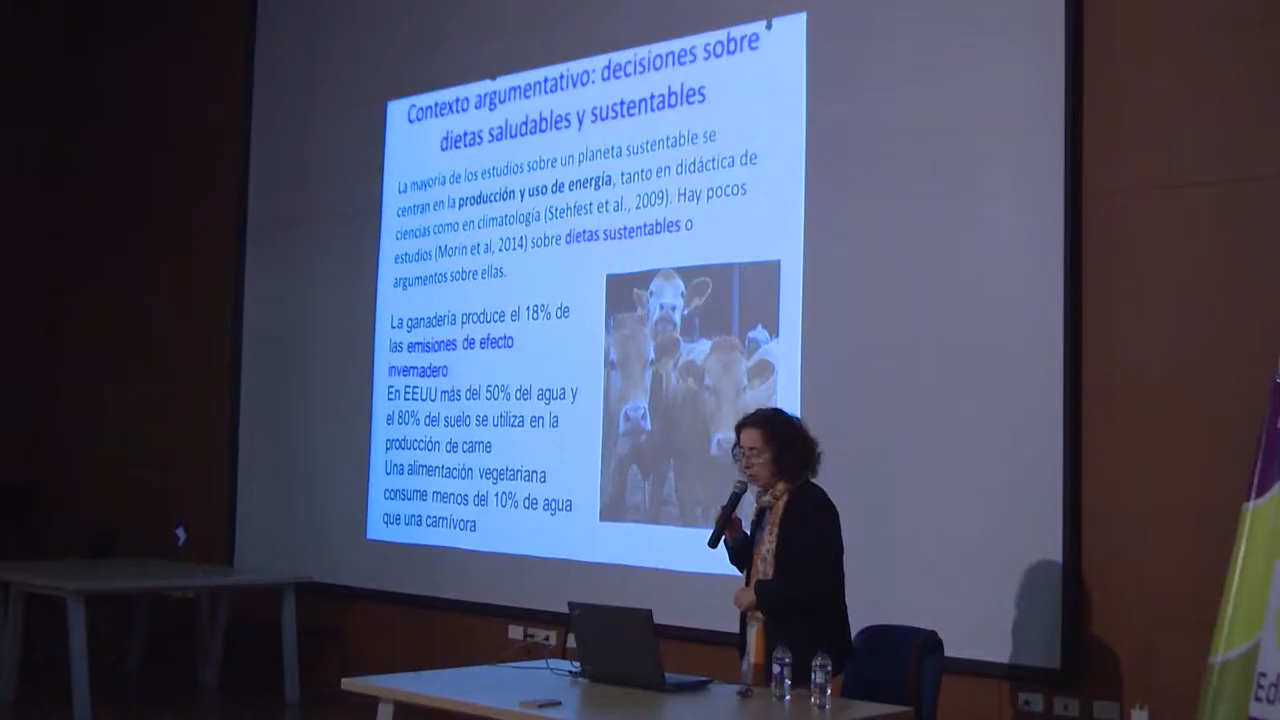 Contexto argumentativo: decisiones sobre
dietas saludables y sustentables
La mayoría de los estudios sobre un planeta sustentable se
centran en la producción y uso de energía, tanto en didáctica de
ciencias como en climatología (Stehfest et al., 2009). Hay pocos
estudios (Morin et al, 2014) sobre dietas sustentables o
argumentos sobre ellas.
La ganadería produce el 18% de
las emisiones de efecto
invernadero
En EEUU más del 50% del agua y
el 80% del suelo se utiliza en la
producción de carne
Una alimentación vegetariana
consume menos del 10% de agua
que una carnívora
Ed